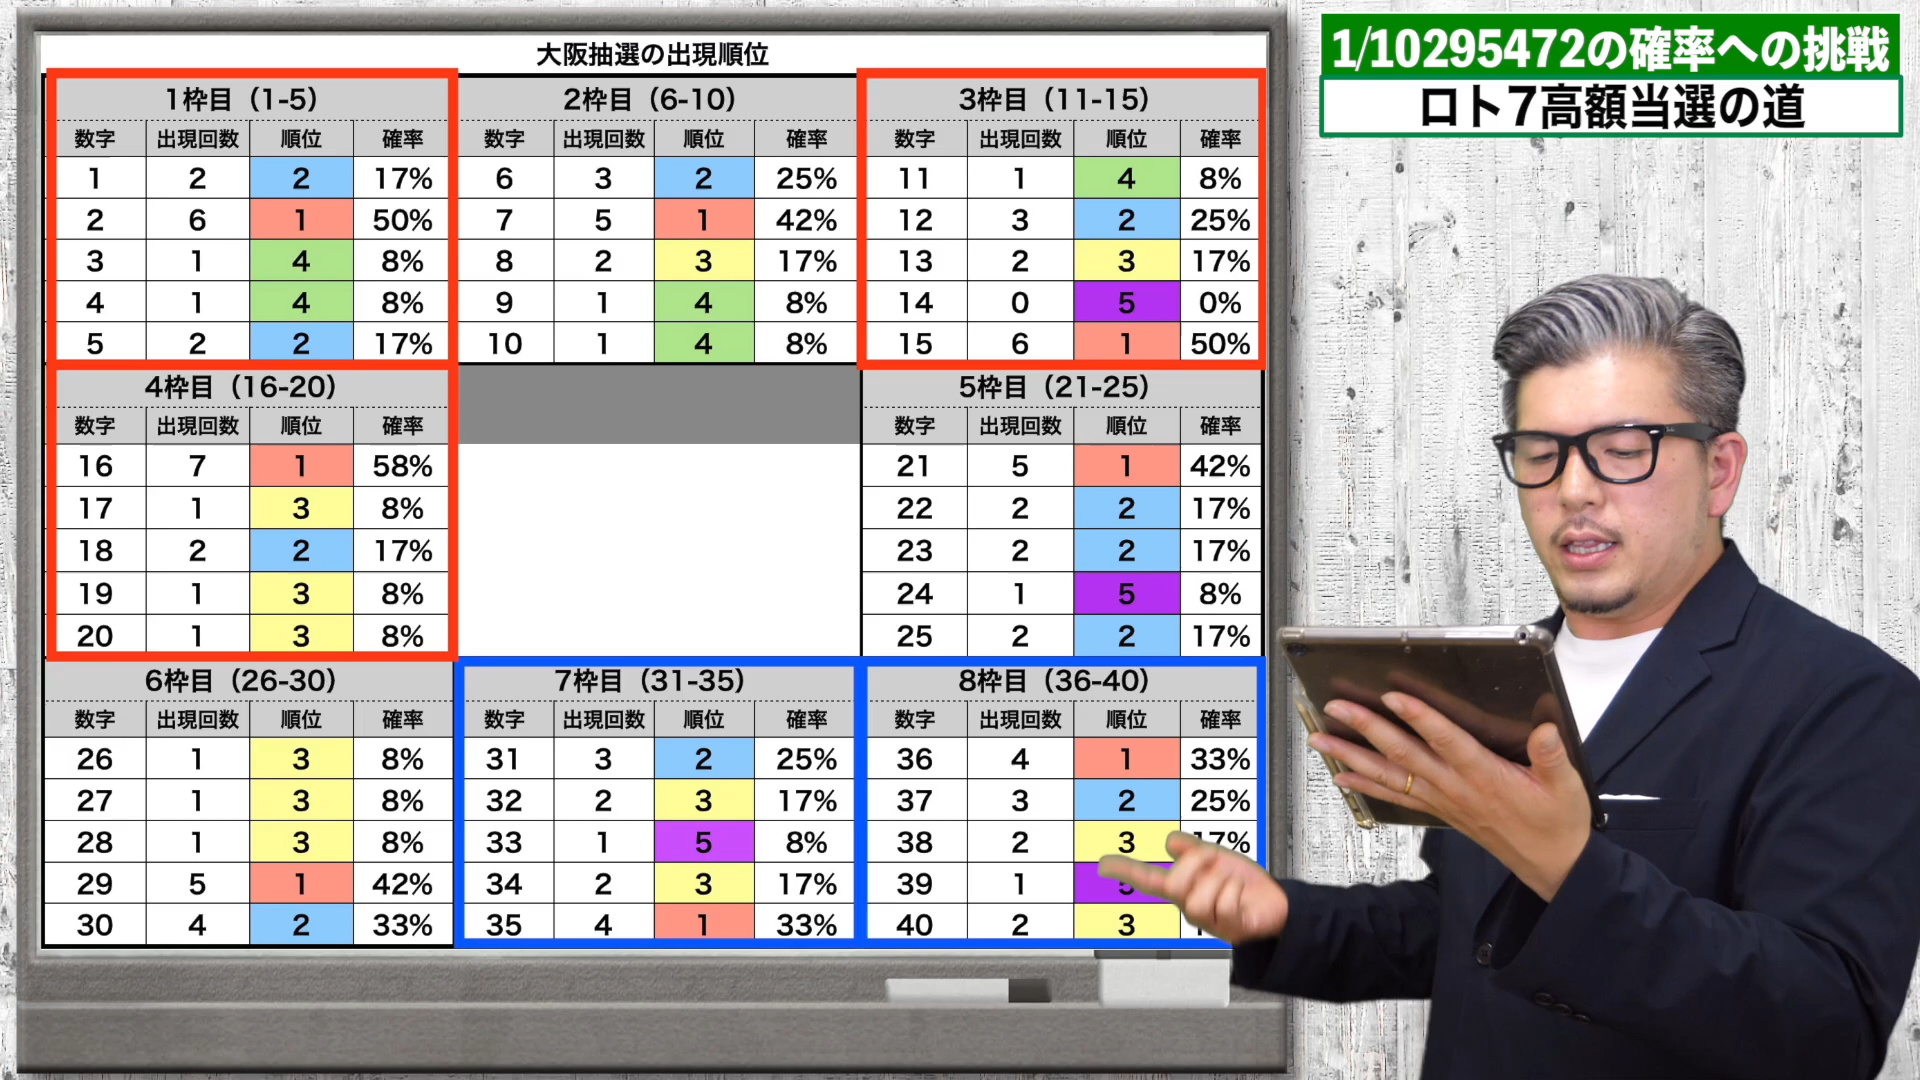 大阪抽選の出現順位
1枠目（1-5）
数字 出現回数 順位 確率
1 2 2 17%
2 6 1 50%
3 1 4 8%
4 1 4 8%
5 2 2 17%
2枠目（6-10）
数字 出現回数 順位 確率
6 3 2 25%
7 5 1 42%
8 2 3 17%
9 1 4 8%
10 1 4 8%
3枠目（11-15）
数字 出現回数 順位 確率
11 1 4 8%
12 3 2 25%
13 2 3 17%
14 0 5 0%
15 6 1 50%
4枠目（16-20）
数字 出現回数 順位 確率
16 7 1 58%
17 1 3 8%
18 2 2 17%
19 1 3 8%
20 1 3 8%
5枠目（21-25）
数字 出現回数 順位 確率
21 5 1 42%
22 2 2 17%
23 2 2 17%
24 1 5 8%
25 2 2 17%
6枠目（26-30）
数字 出現回数 順位 確率
26 1 3 8%
27 1 3 8%
28 1 3 8%
29 5 1 42%
30 4 2 33%
7枠目（31-35）
数字 出現回数 順位 確率
31 3 2 25%
32 2 3 17%
33 1 5 8%
34 2 3 17%
35 4 1 33%
8枠目（36-40）
数字 出現回数 順位 確率
36 4 1 33%
37 3 2 25%
38 2 3 17%
39 1 5
40 2 3
1/10295472の確率への挑戦
ロト7高額当選の道